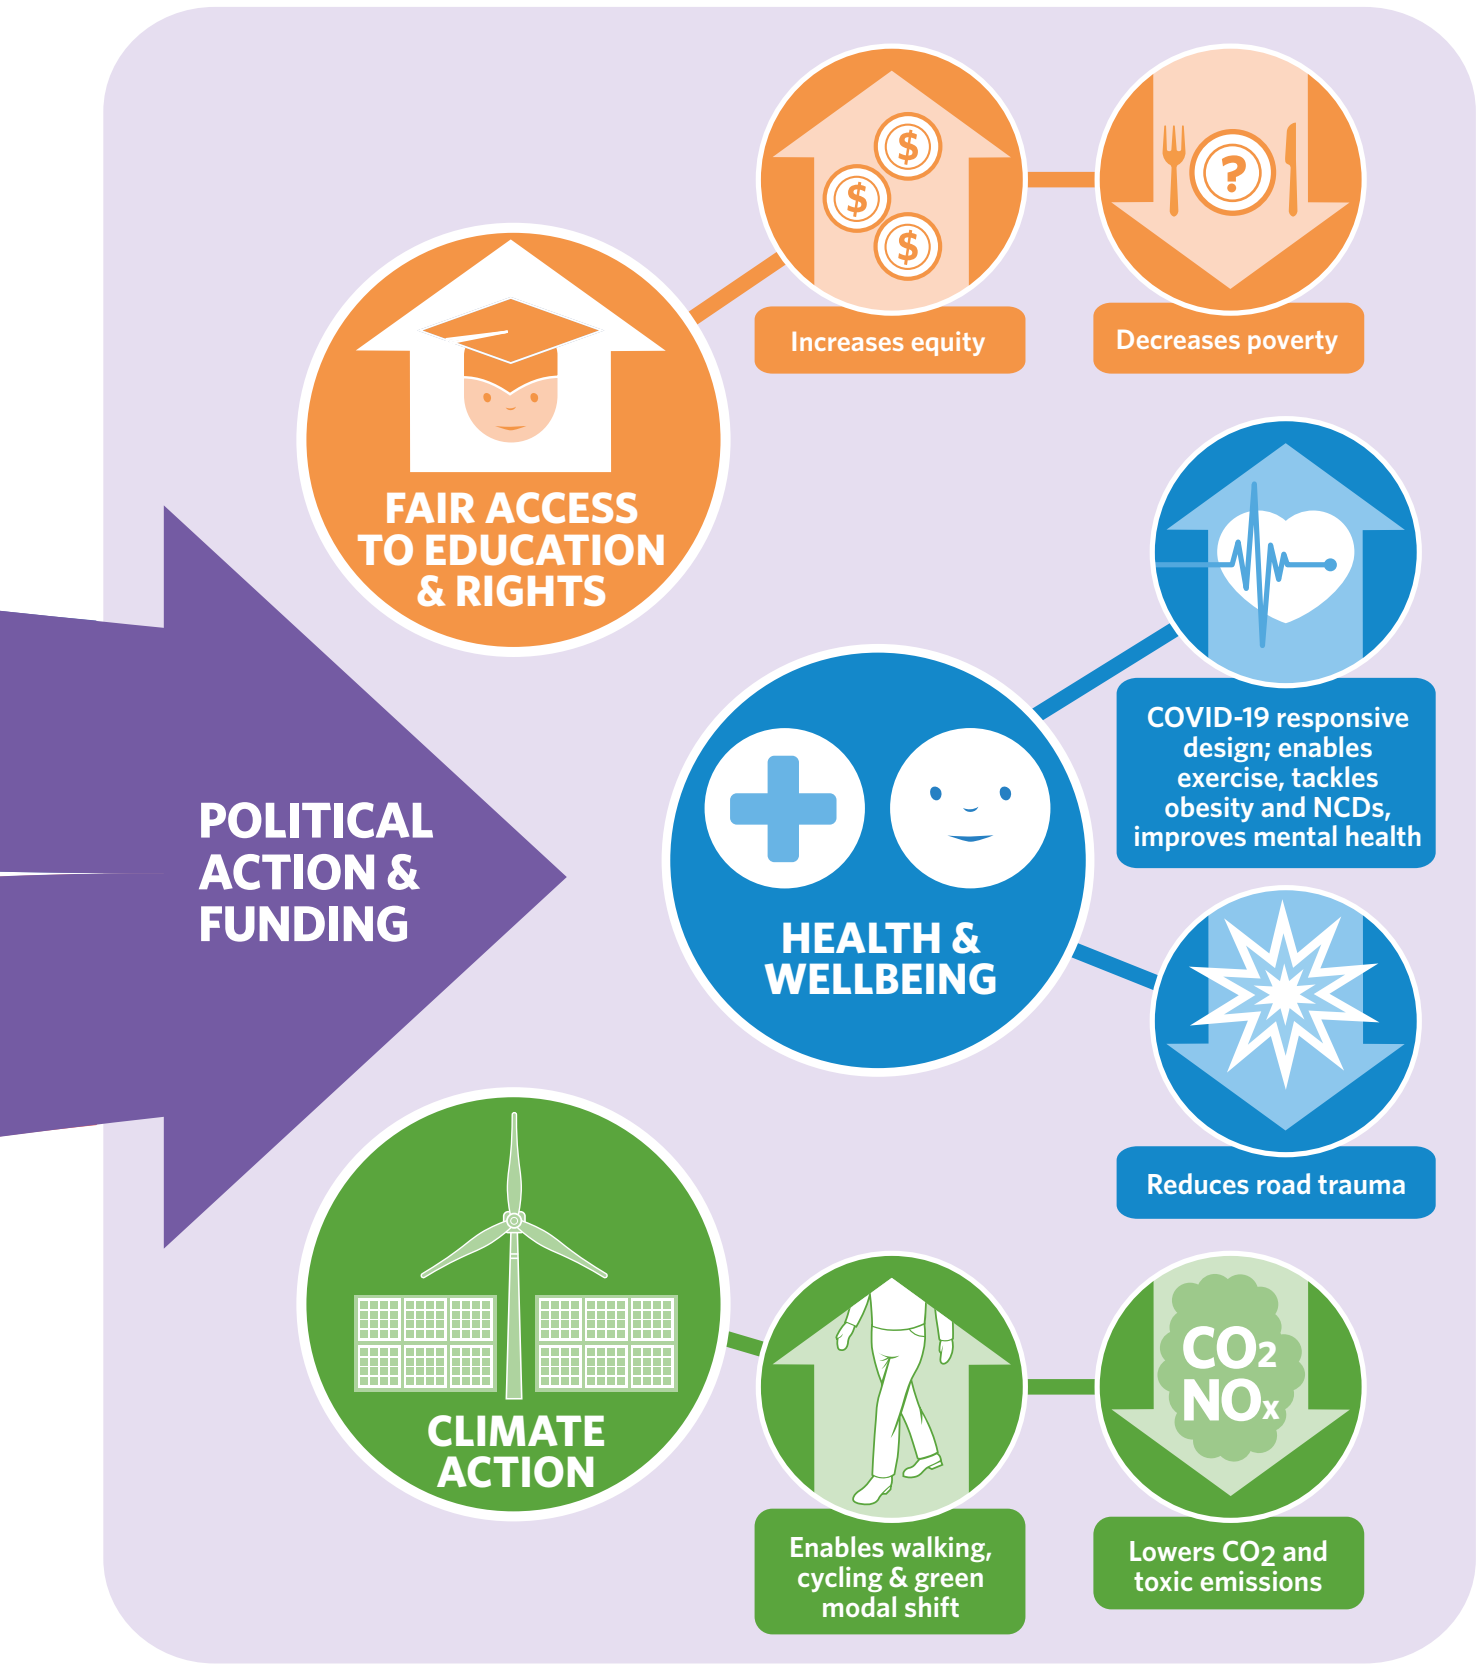 POLITICAL
ACTION &
FUNDING
FAIR ACCESS
TO EDUCATION
& RIGHTS
$
$
$
Increases equity
?
Decreases poverty
HEALTH &
WELLBEING
COVID-19 responsive
design; enables
exercise, tackles
obesity and NCDs,
improves mental health
Reduces road trauma
CLIMATE
ACTION
Enables walking,
cycling & green
modal shift
CO2
NOx
Lowers CO2 and
toxic emissions